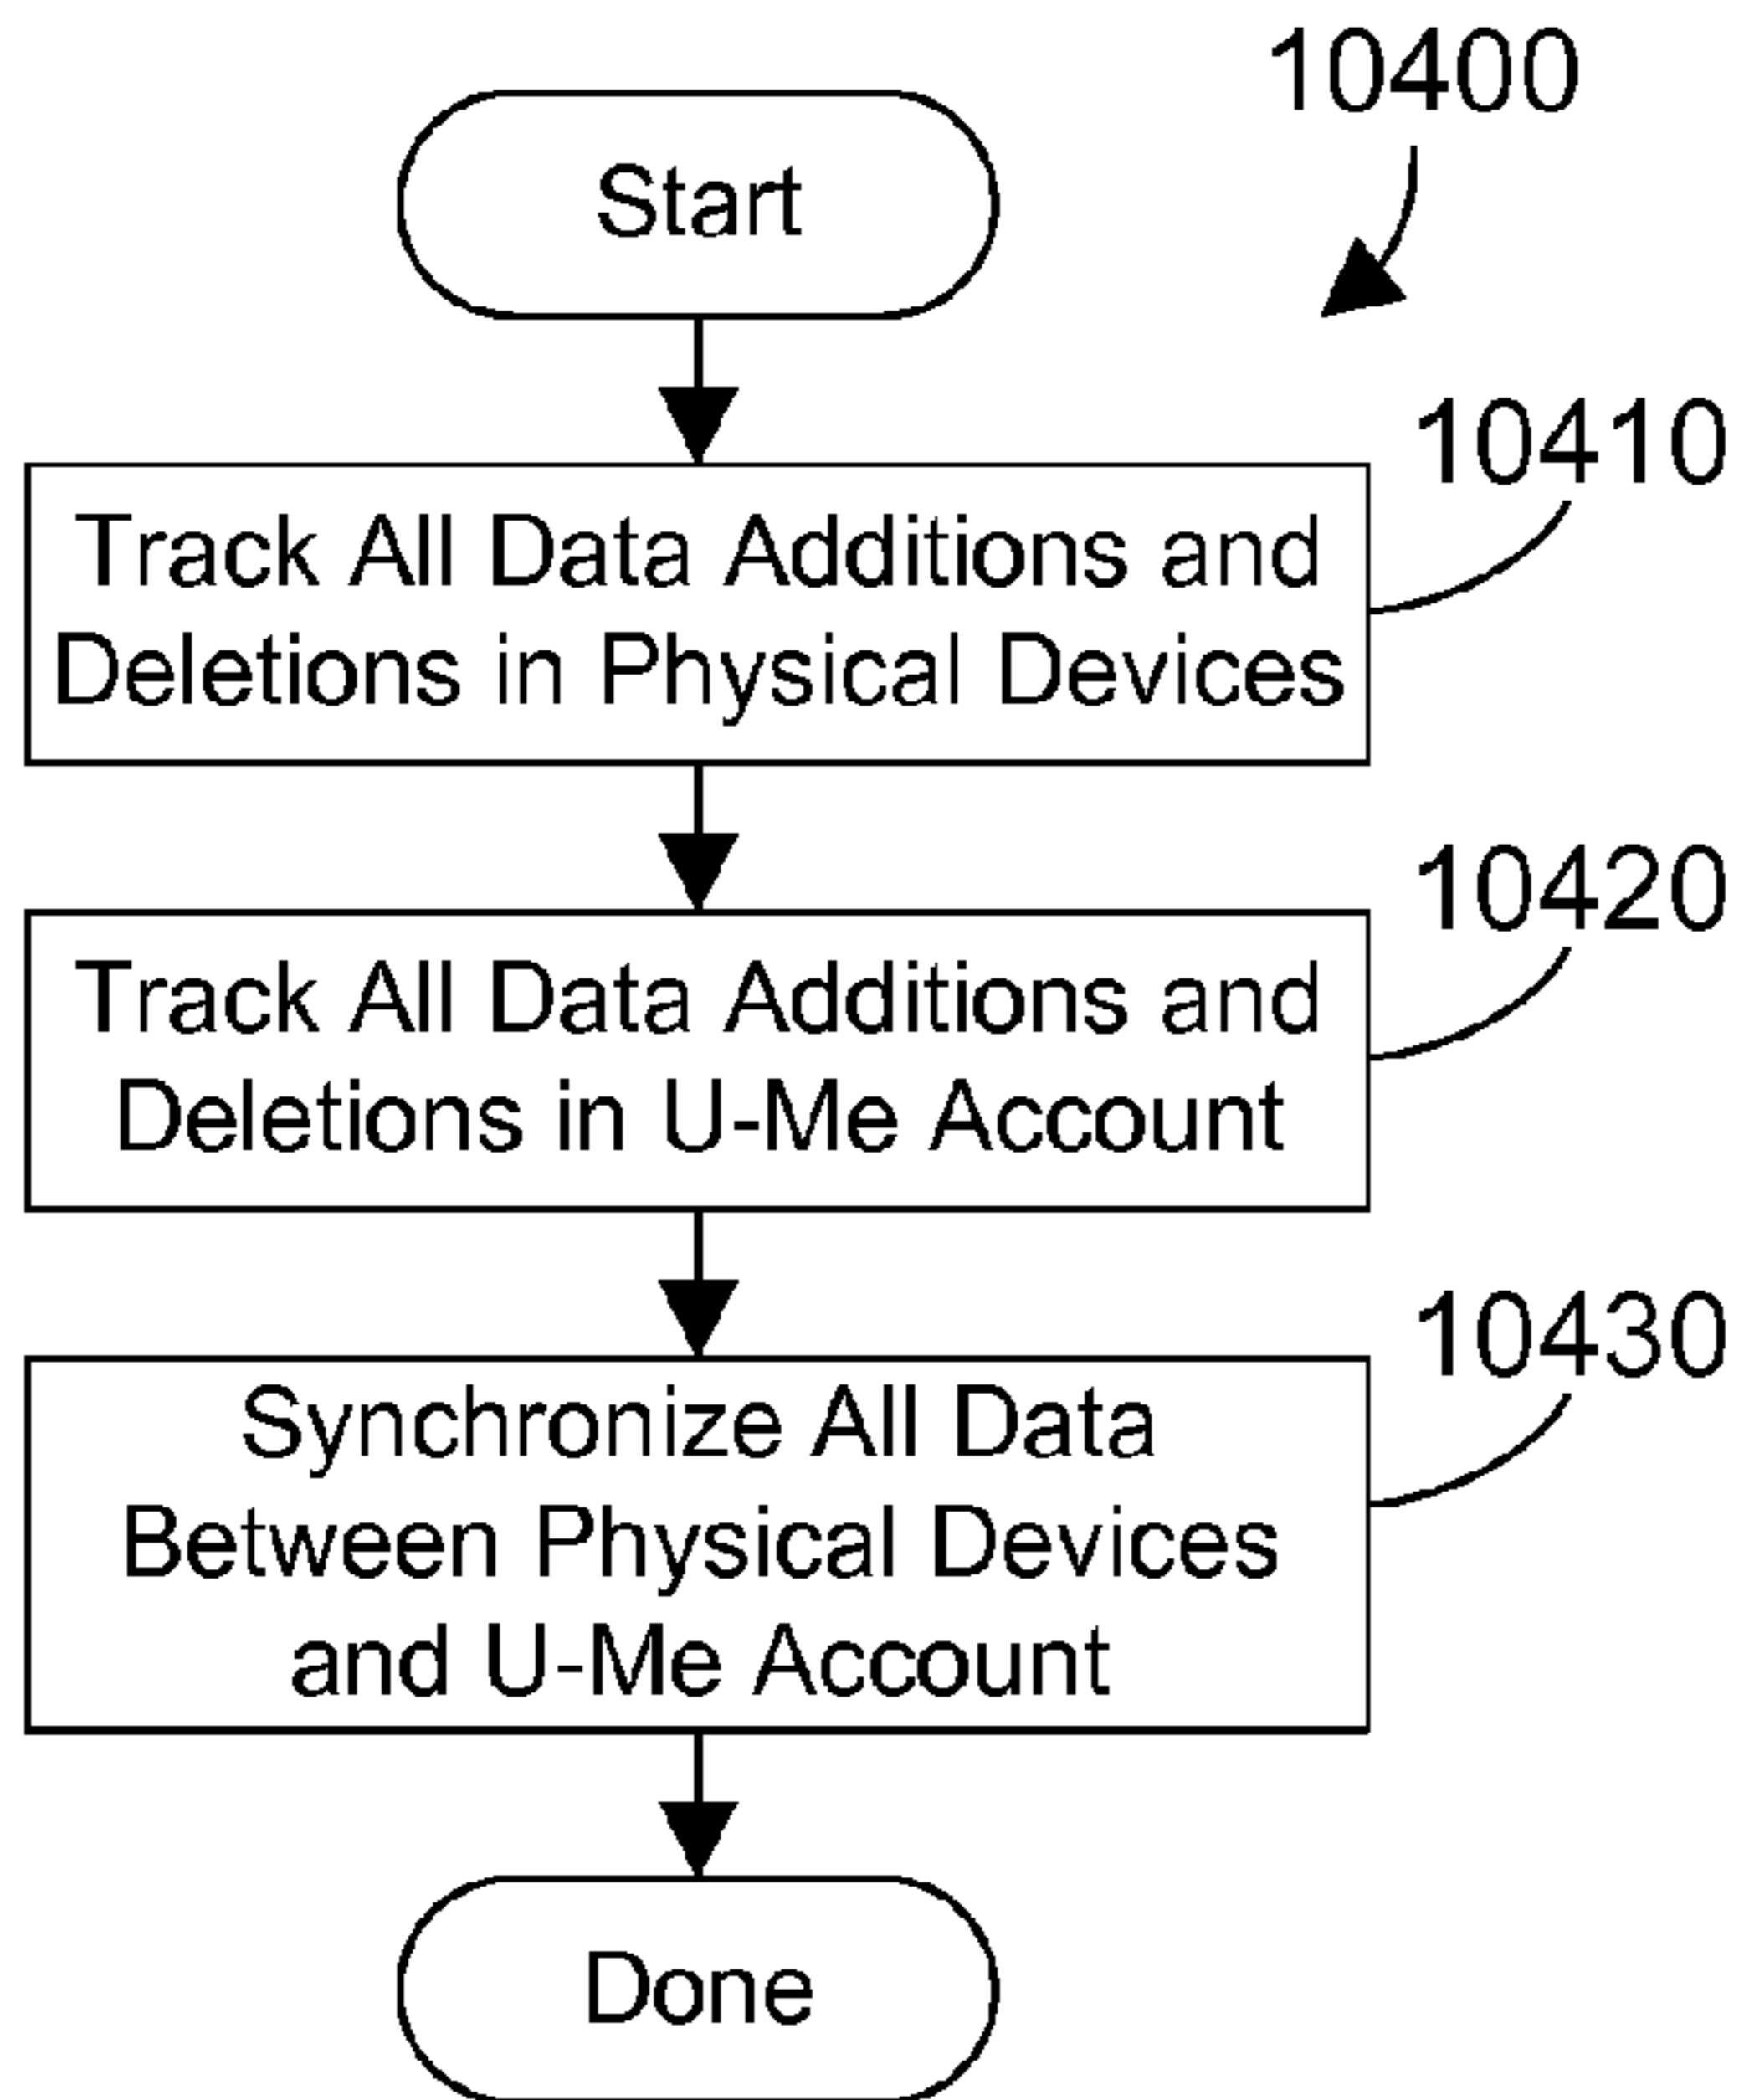 10400
Start
10410
Track All Data Additions and
Deletions in Physical Devices
10420
Track All Data Additions and
Deletions in U-Me Account
10430
Synchronize All Data
Between Physical Devices
and U-Me Account
Done